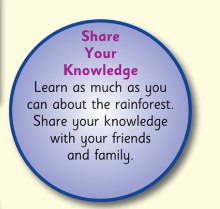 Share
Your
Knowledge
Learn as much as you
can about the rainforest.
Share your knowledge
with your friends
and family.